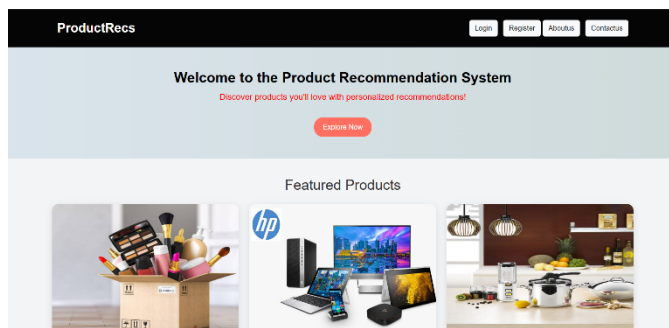 ProductRecs
Login Register Aboutus Contactus
Welcome to the Product Recommendation System
Discover products you'll love with personalized recommendations!
Explore Now
Featured Products
hp